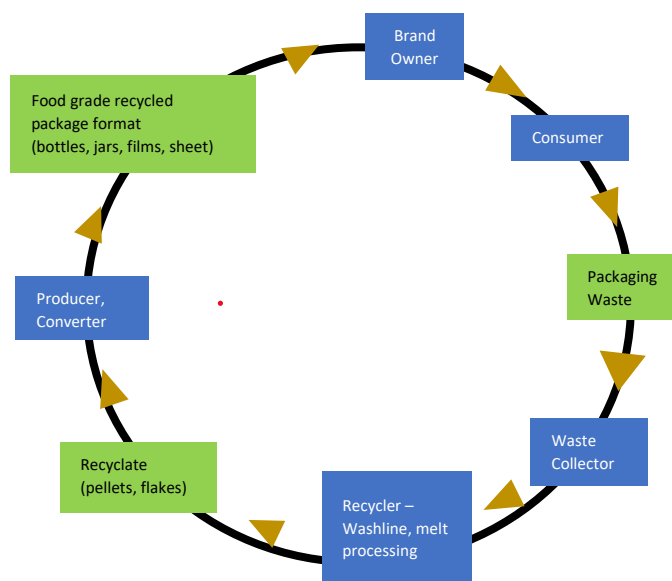 Brand
Owner
Consumer
Packaging
Waste
Waste
Collector
Recycler –
Washline, melt
processing
Recyclate
(pellets, flakes)
Producer,
Converter
Food grade recycled
package format
(bottles, jars, films, sheet)